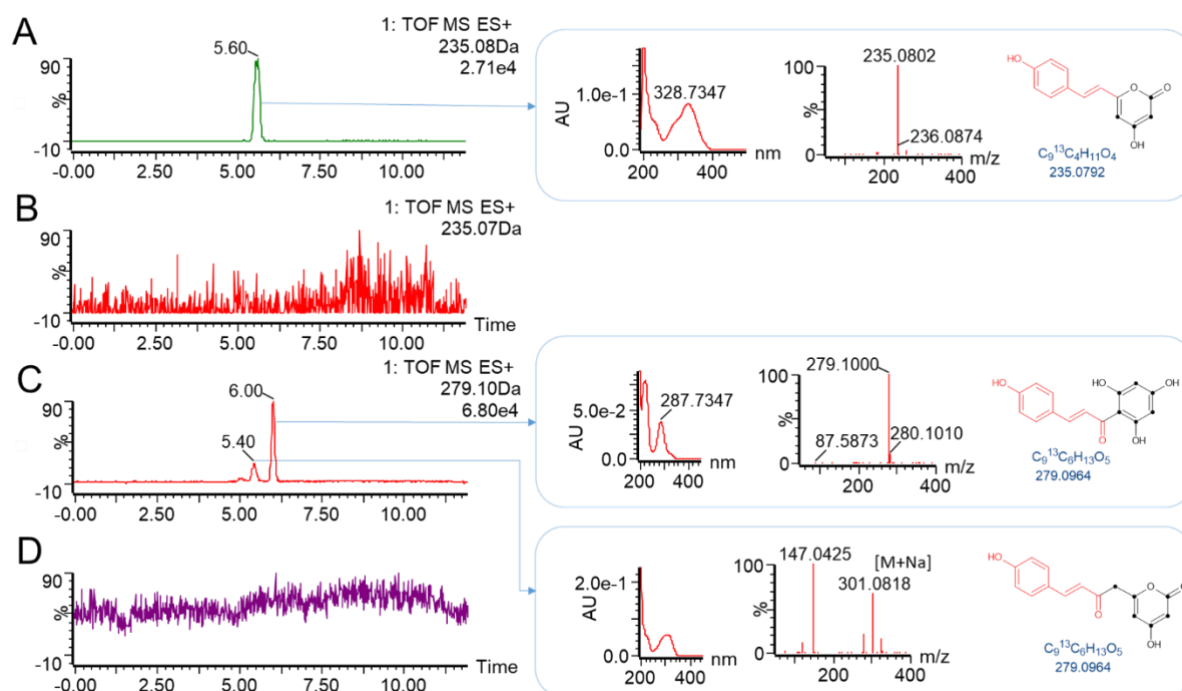 A
1: TOF MS ES+
235.08Da
2.71e4
5.60
90
%
-10
-0.00 2.50 5.00 7.50 10.00
328.7347
1.0e-1
AU
0.0
200 400 nm
235.0802
100
%
236.0874
0
m/z
200 400
HO
O
O
OH
C₉¹³C₄H₁₁O₄
235.0792
B
1: TOF MS ES+
235.07Da
90
%
-10
Time
-0.00 2.50 5.00 7.50 10.00
C
1: TOF MS ES+
279.10Da
6.80e4
6.00
90
%
5.40
-10
-0.00 2.50 5.00 7.50 10.00
287.7347
5.0e-2
AU
0.0
200 400 nm
279.1000
100
%
87.5873
280.1010
0
m/z
200 400
HO
HO
OH
O
OH
C₉¹³C₆H₁₃O₅
279.0964
D
90
%
-10
Time
-0.00 2.50 5.00 7.50 10.00
2.0e-1
AU
0.0
200 400 nm
147.0425
[M+Na]
301.0818
100
%
0
100 200 300 400 m/z
HO
O
O
O
OH
C₉¹³C₆H₁₃O₅
279.0964